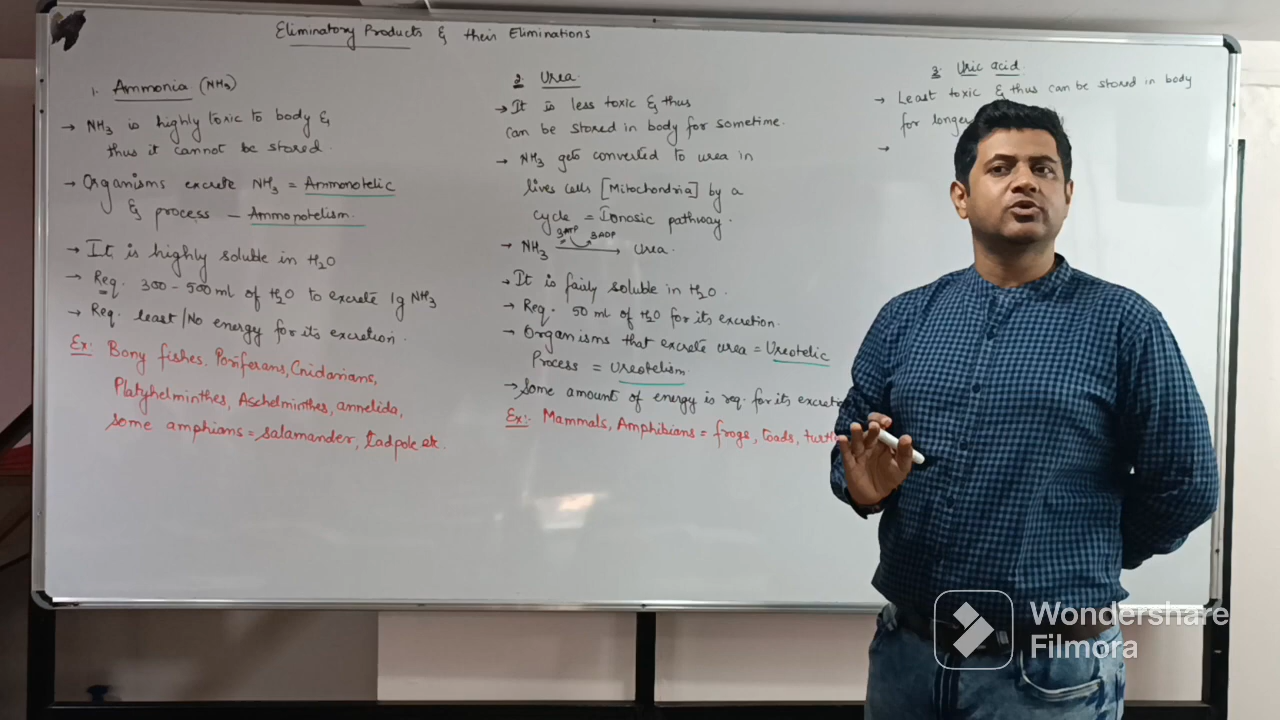 Eliminatory Products & their Eliminations
1. Ammonia (NH3)
→ NH3 is highly toxic to body &
thus it cannot be stored.
→ Organisms excrete NH3 = Ammonotelic
& process - Ammonotelism.
→ It is highly soluble in H2O
→ Req. 300-500ml of H2O to excrete 1g NH3
→ Req. least/No energy for its excretion.
Ex: Bony fishes, Poriferans, Cnidarians,
Platyhelminthes, Aschelminthes, annelida,
some amphians = salamander, tadpole etc.
2. Urea
→ It is less toxic & thus
can be stored in body for sometime.
→ NH3 gets converted to urea in
lives cells [Mitochondria] by a
cycle = Ionosic pathway.
3ATP 3ADP
→ NH3 → Urea.
→ It is fairly soluble in H2O.
→ Req. 50 ml of H2O for its excretion.
→ Organisms that excrete urea = Ureotelic
Process = Ureotelism.
→ Some amount of energy is req. for its excretio
Ex:- Mammals, Amphibians = frogs, toads, turtl
3. Uric acid
→ Least toxic & thus can be stored in body
for longer
→
Wondershare
Filmora